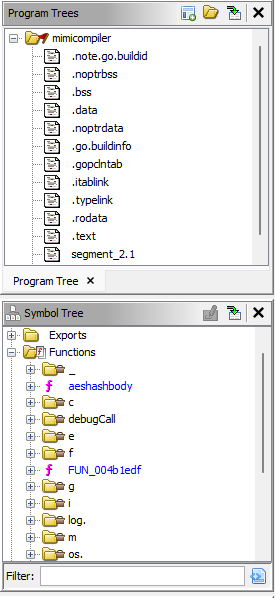 Program Trees
mimicompiler
.note.go.buildid
.noptrbss
.bss
.data
.noptrdata
.go.buildinfo
.gopclntab
.itablink
.typelink
.rodata
.text
segment_2.1
Program Tree
Symbol Tree
Exports
Functions
_
aeshashbody
c
debugCall
e
f
FUN_004b1edf
g
i
log.
m
os.
Filter: